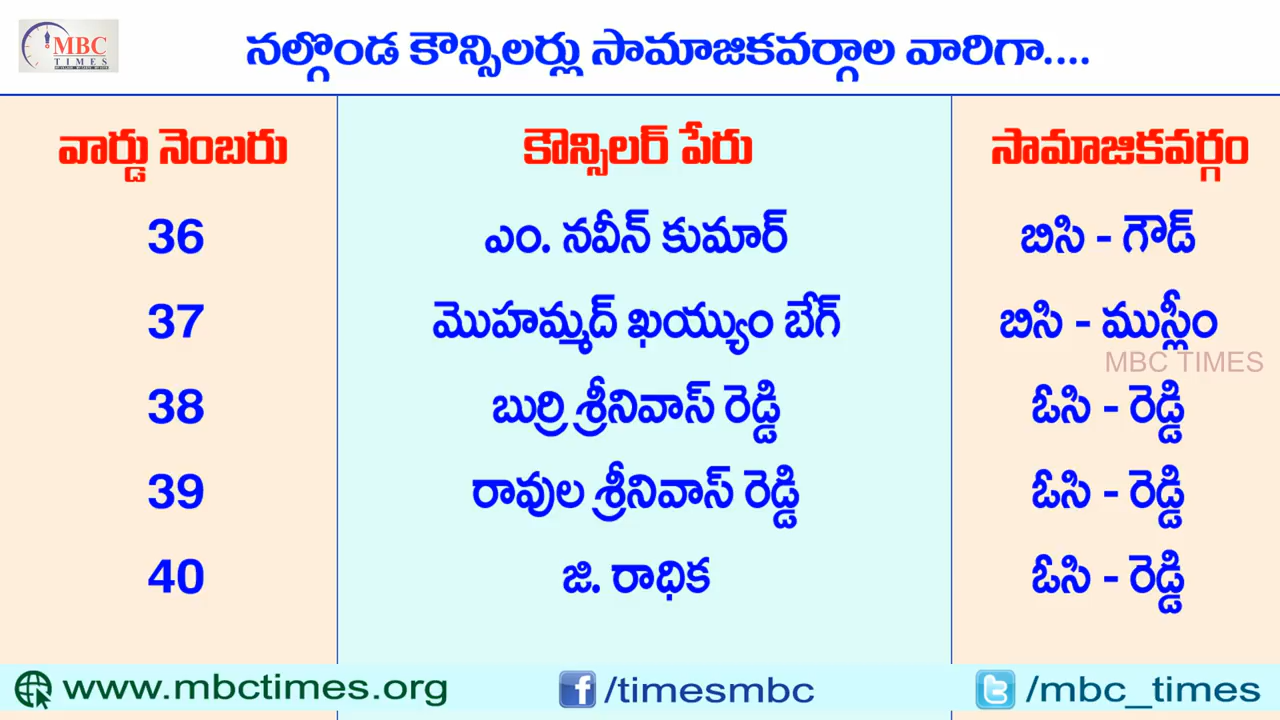 MBC
TIMES
నల్గొండ కౌన్సిలర్లు సామాజికవర్గాల వారిగా....
వార్డు నెంబరు కౌన్సిలర్ పేరు సామాజికవర్గం
36 ఎం. నవీన్ కుమార్ బిసి - గౌడ్
37 మొహమ్మద్ ఖయ్యుం బేగ్ బిసి - ముస్లీం
MBC TIMES
38 బుర్రి శ్రీనివాస్ రెడ్డి ఓసి - రెడ్డి
39 రావుల శ్రీనివాస్ రెడ్డి ఓసి - రెడ్డి
40 జి. రాధిక ఓసి - రెడ్డి
www.mbctimes.org f/timesmbc /mbc_times